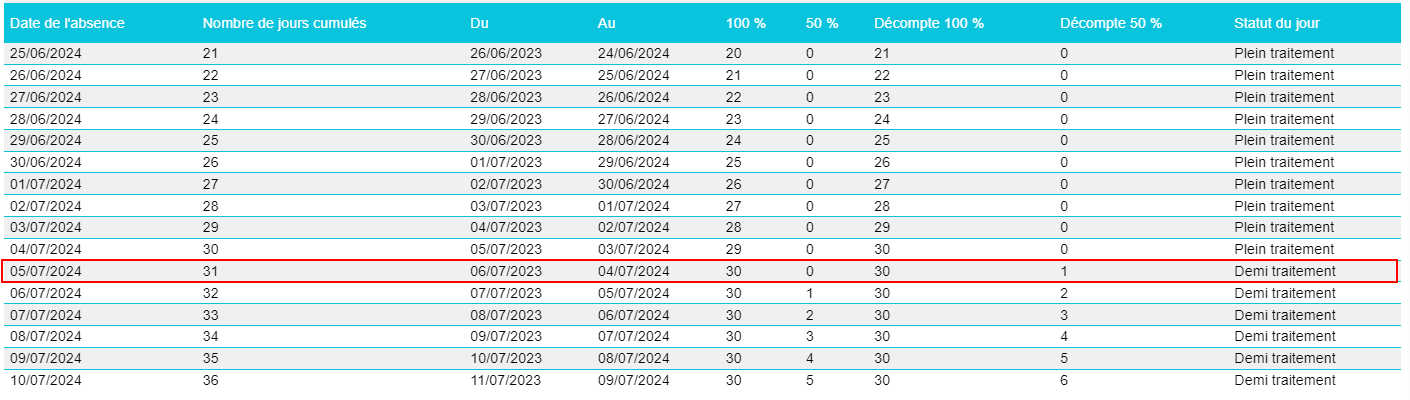 Date de l'absence Nombre de jours cumulés Du Au 100 % 50 % Décompte 100 % Décompte 50 % Statut du jour
25/06/2024 21 26/06/2023 24/06/2024 20 0 21 0 Plein traitement
26/06/2024 22 27/06/2023 25/06/2024 21 0 22 0 Plein traitement
27/06/2024 23 28/06/2023 26/06/2024 22 0 23 0 Plein traitement
28/06/2024 24 29/06/2023 27/06/2024 23 0 24 0 Plein traitement
29/06/2024 25 30/06/2023 28/06/2024 24 0 25 0 Plein traitement
30/06/2024 26 01/07/2023 29/06/2024 25 0 26 0 Plein traitement
01/07/2024 27 02/07/2023 30/06/2024 26 0 27 0 Plein traitement
02/07/2024 28 03/07/2023 01/07/2024 27 0 28 0 Plein traitement
03/07/2024 29 04/07/2023 02/07/2024 28 0 29 0 Plein traitement
04/07/2024 30 05/07/2023 03/07/2024 29 0 30 0 Plein traitement
05/07/2024 31 06/07/2023 04/07/2024 30 0 30 1 Demi traitement
06/07/2024 32 07/07/2023 05/07/2024 30 1 30 2 Demi traitement
07/07/2024 33 08/07/2023 06/07/2024 30 2 30 3 Demi traitement
08/07/2024 34 09/07/2023 07/07/2024 30 3 30 4 Demi traitement
09/07/2024 35 10/07/2023 08/07/2024 30 4 30 5 Demi traitement
10/07/2024 36 11/07/2023 09/07/2024 30 5 30 6 Demi traitement